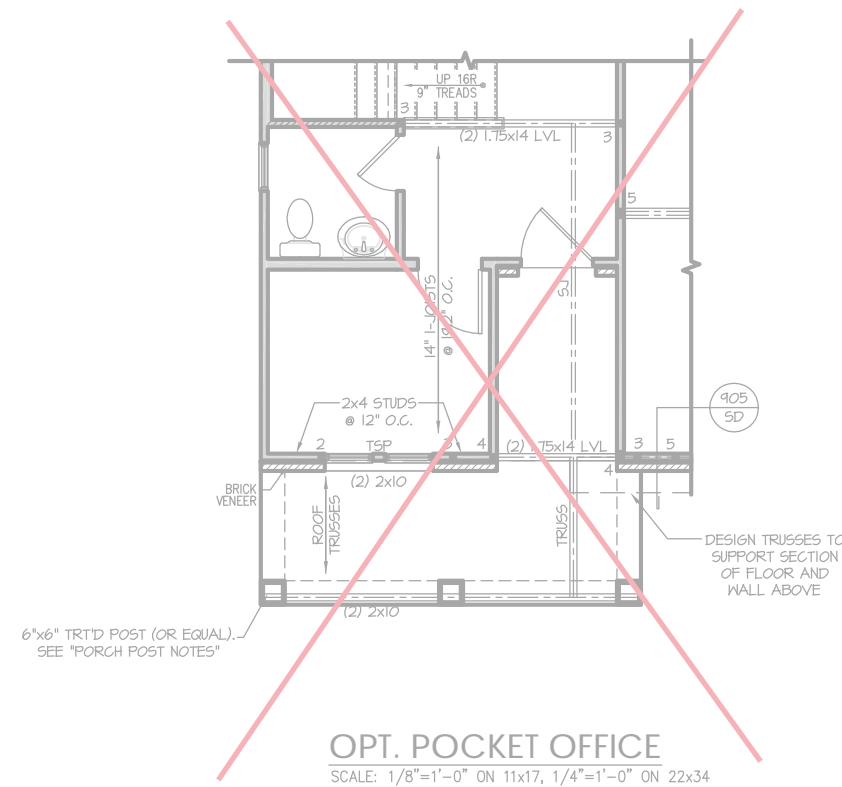 UP 16R
9" TREADS
3
(2) 1.75x14 LVL
3
5
14" I-JOISTS
@ 19.2" O.C.
SJ
2x4 STUDS
@ 12" O.C.
905
SD
2
TSP
3
4
(2) 1.75x14 LVL
3
5
4
(2) 2x10
BRICK
VENEER
ROOF
TRUSSES
TRUSS
DESIGN TRUSSES TO
SUPPORT SECTION
OF FLOOR AND
WALL ABOVE
(2) 2x10
6"x6" TRT'D POST (OR EQUAL).
SEE "PORCH POST NOTES"
OPT. POCKET OFFICE
SCALE: 1/8"=1'-0" ON 11x17, 1/4"=1'-0" ON 22x34